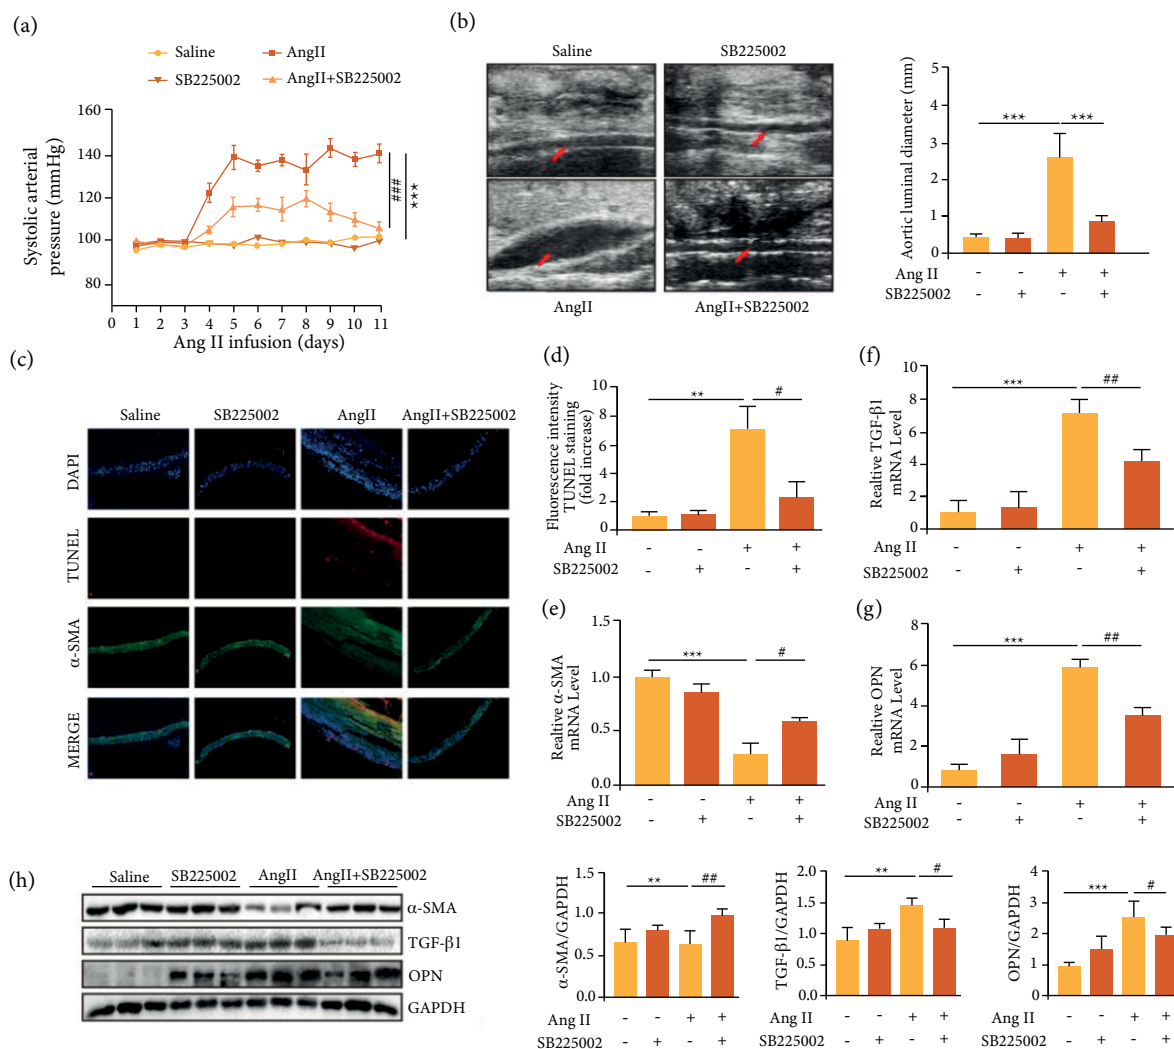 (a)
Saline
AngII
SB225002
AngII+SB225002
Systolic arterial
pressure (mmHg)
160
140
120
100
80
0 1 2 3 4 5 6 7 8 9 10 11
Ang II infusion (days)
###
***
(b)
Saline
SB225002
AngII
AngII+SB225002
Aortic luminal diameter (mm)
5
4
3
2
1
0
*** ***
Ang II - - + +
SB225002 - + - +
(c)
Saline SB225002 AngII AngII+SB225002
DAPI
TUNEL
α-SMA
MERGE
(d)
Fluorescence intensity
TUNEL staining
(fold increase)
10
8
6
4
2
0
** #
Ang II - - + +
SB225002 - + - +
(e)
Realtive α-SMA
mRNA Level
1.5
1.0
0.5
0.0
*** #
Ang II - - + +
SB225002 - + - +
(f)
Realtive TGF-β1
mRNA Level
10
8
6
4
2
0
*** ##
Ang II - - + +
SB225002 - + - +
(g)
Realtive OPN
mRNA Level
8
6
4
2
0
*** ##
Ang II - - + +
SB225002 - + - +
(h)
Saline SB225002 AngII AngII+SB225002
α-SMA
TGF-β1
OPN
GAPDH
α-SMA/GAPDH
1.5
1.0
0.5
0.0
** ##
Ang II - - + +
SB225002 - + - +
TGF-β1/GAPDH
2.0
1.5
1.0
0.5
0.0
** #
Ang II - - + +
SB225002 - + - +
OPN/GAPDH
4
3
2
1
0
*** #
Ang II - - + +
SB225002 - + - +